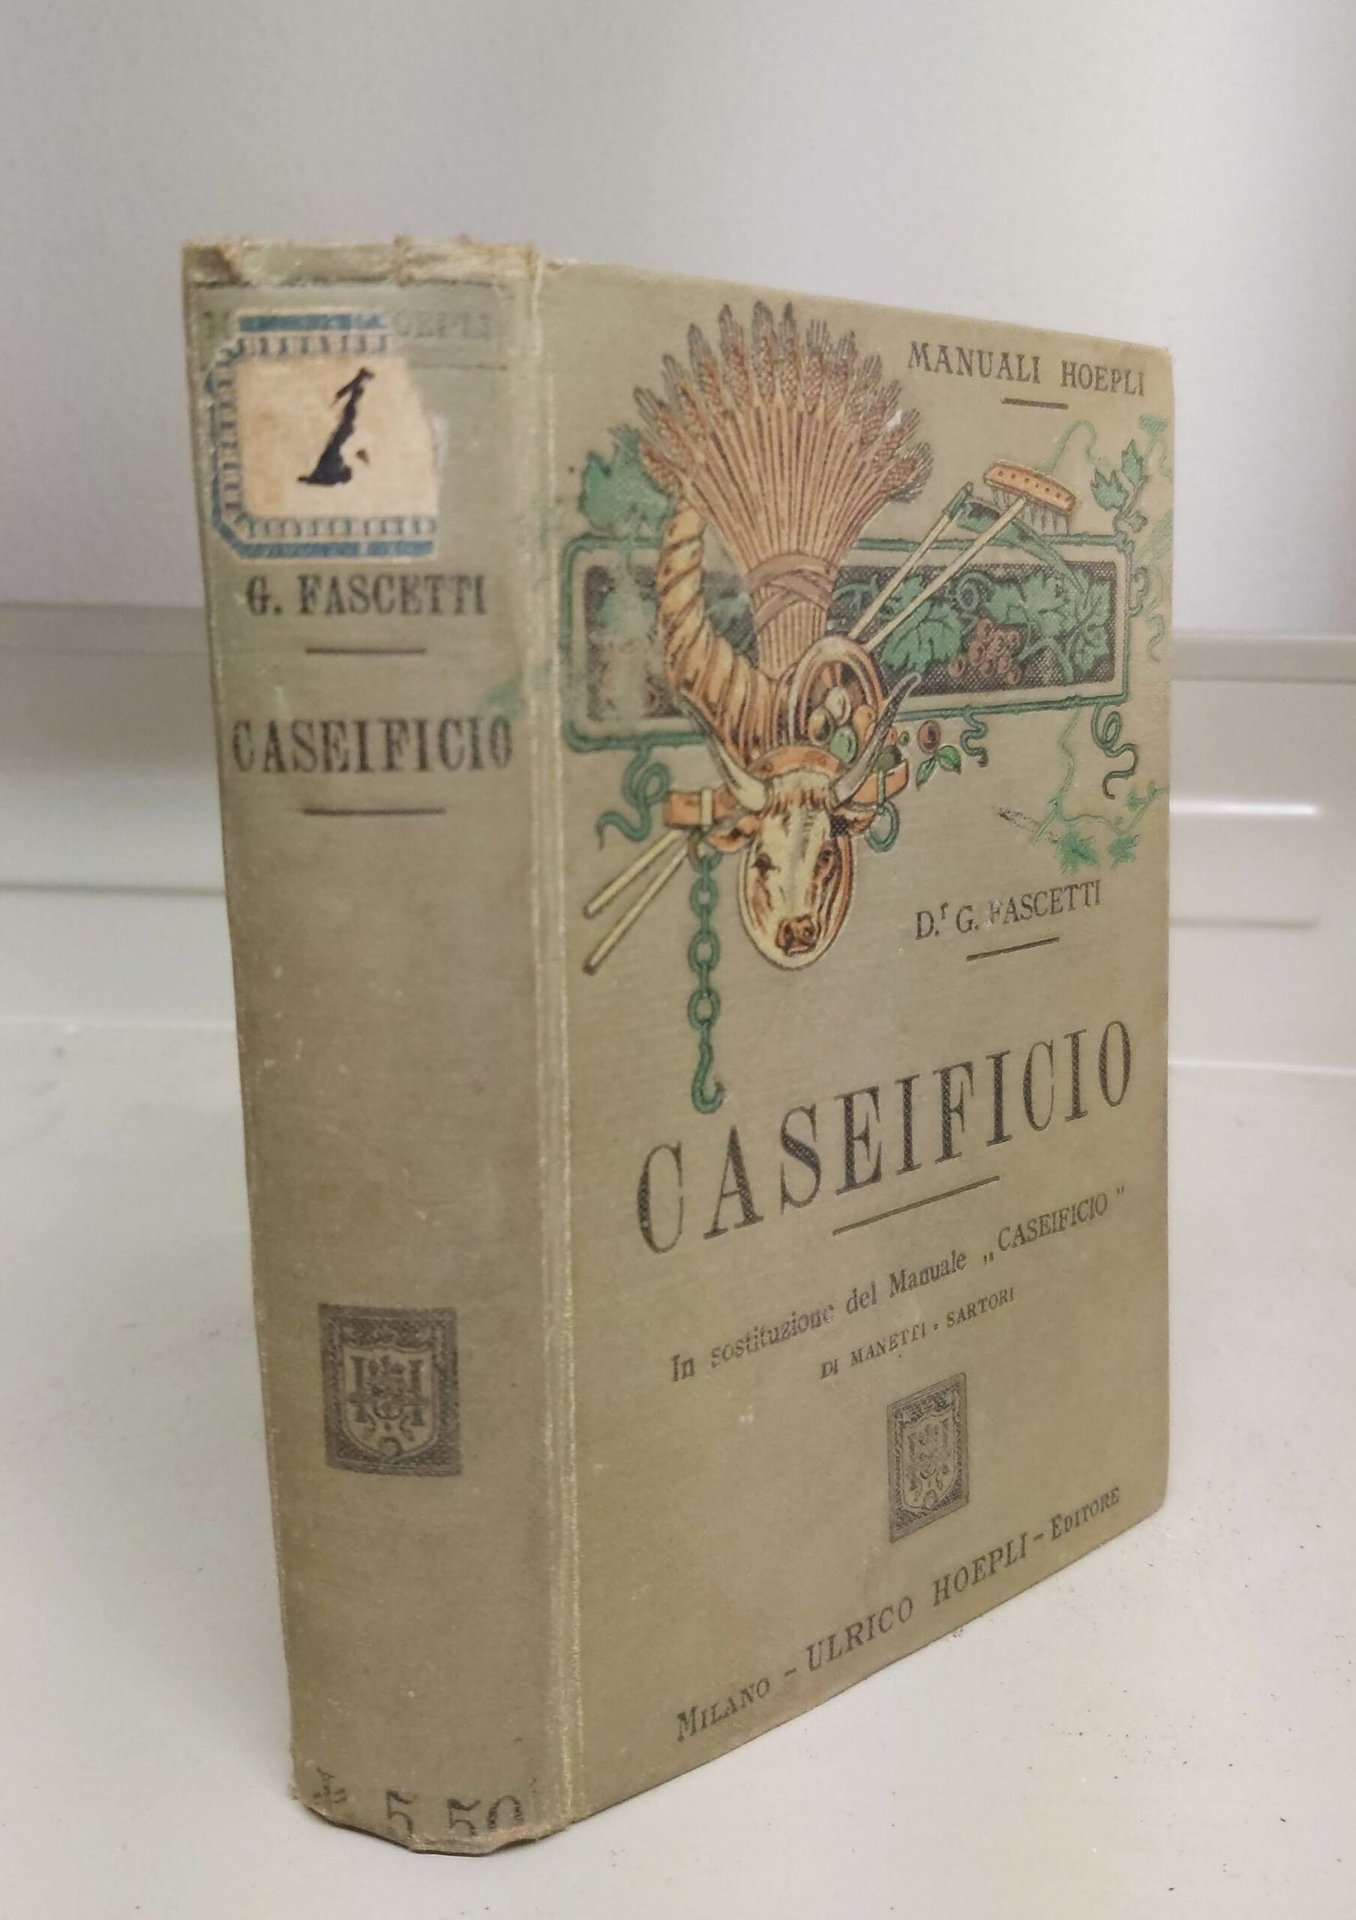 HOEPLI
1.
G. FASCETTI
CASEIFICIO
5,50
MANUALI HOEPLI
D.r G. FASCETTI
CASEIFICIO
In sostituzione del Manuale „CASEIFICIO"
DI MANETTI - SARTORI
MILANO - ULRICO HOEPLI - EDITORE